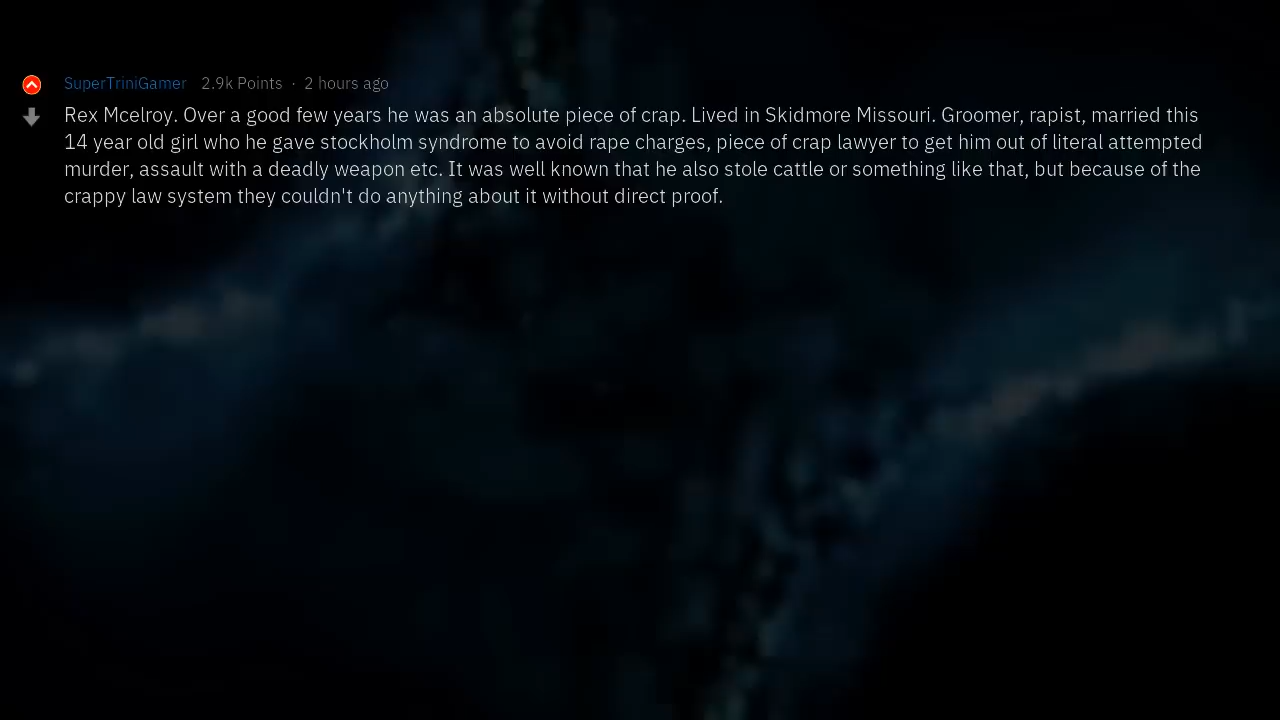 SuperTriniGamer 2.9k Points · 2 hours ago
Rex Mcelroy. Over a good few years he was an absolute piece of crap. Lived in Skidmore Missouri. Groomer, rapist, married this
14 year old girl who he gave stockholm syndrome to avoid rape charges, piece of crap lawyer to get him out of literal attempted
murder, assault with a deadly weapon etc. It was well known that he also stole cattle or something like that, but because of the
crappy law system they couldn't do anything about it without direct proof.